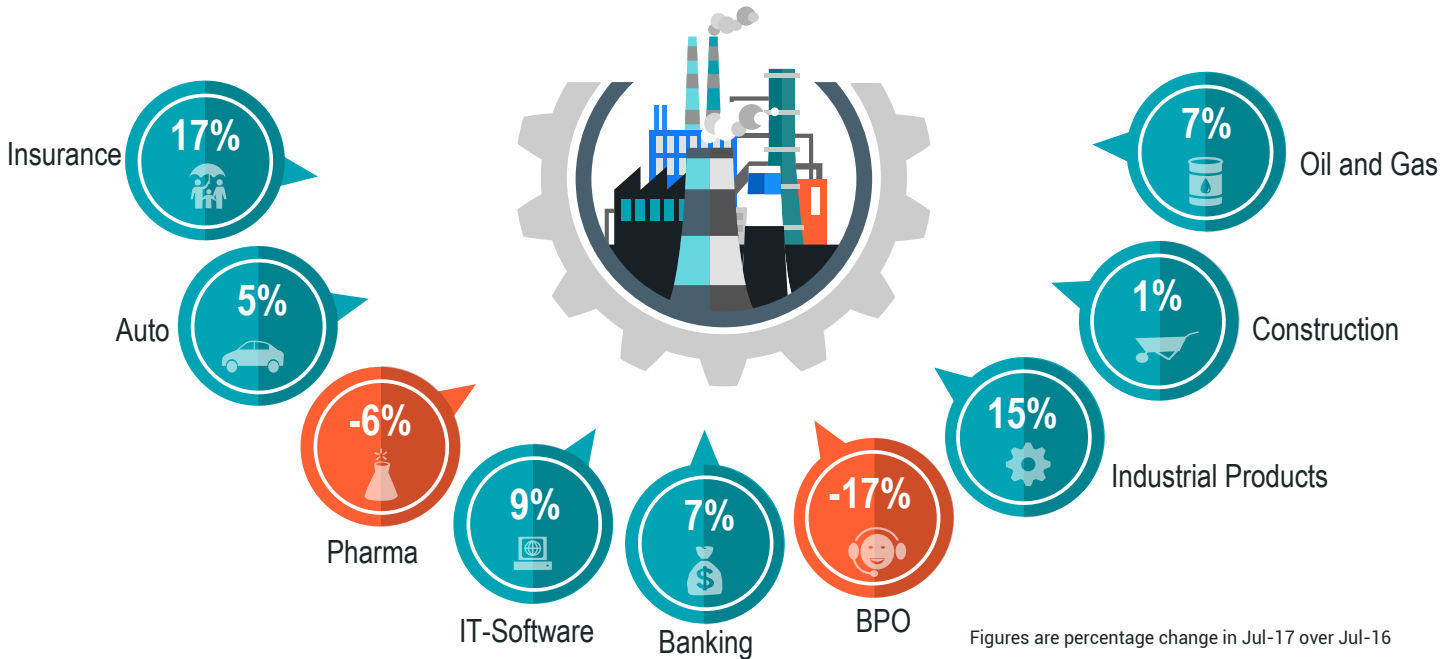 17%
Insurance
5%
Auto
-6%
Pharma
9%
IT-Software
7%
$
Banking
-17%
BPO
15%
Industrial Products
1%
Construction
7%
Oil and Gas
Figures are percentage change in Jul-17 over Jul-16